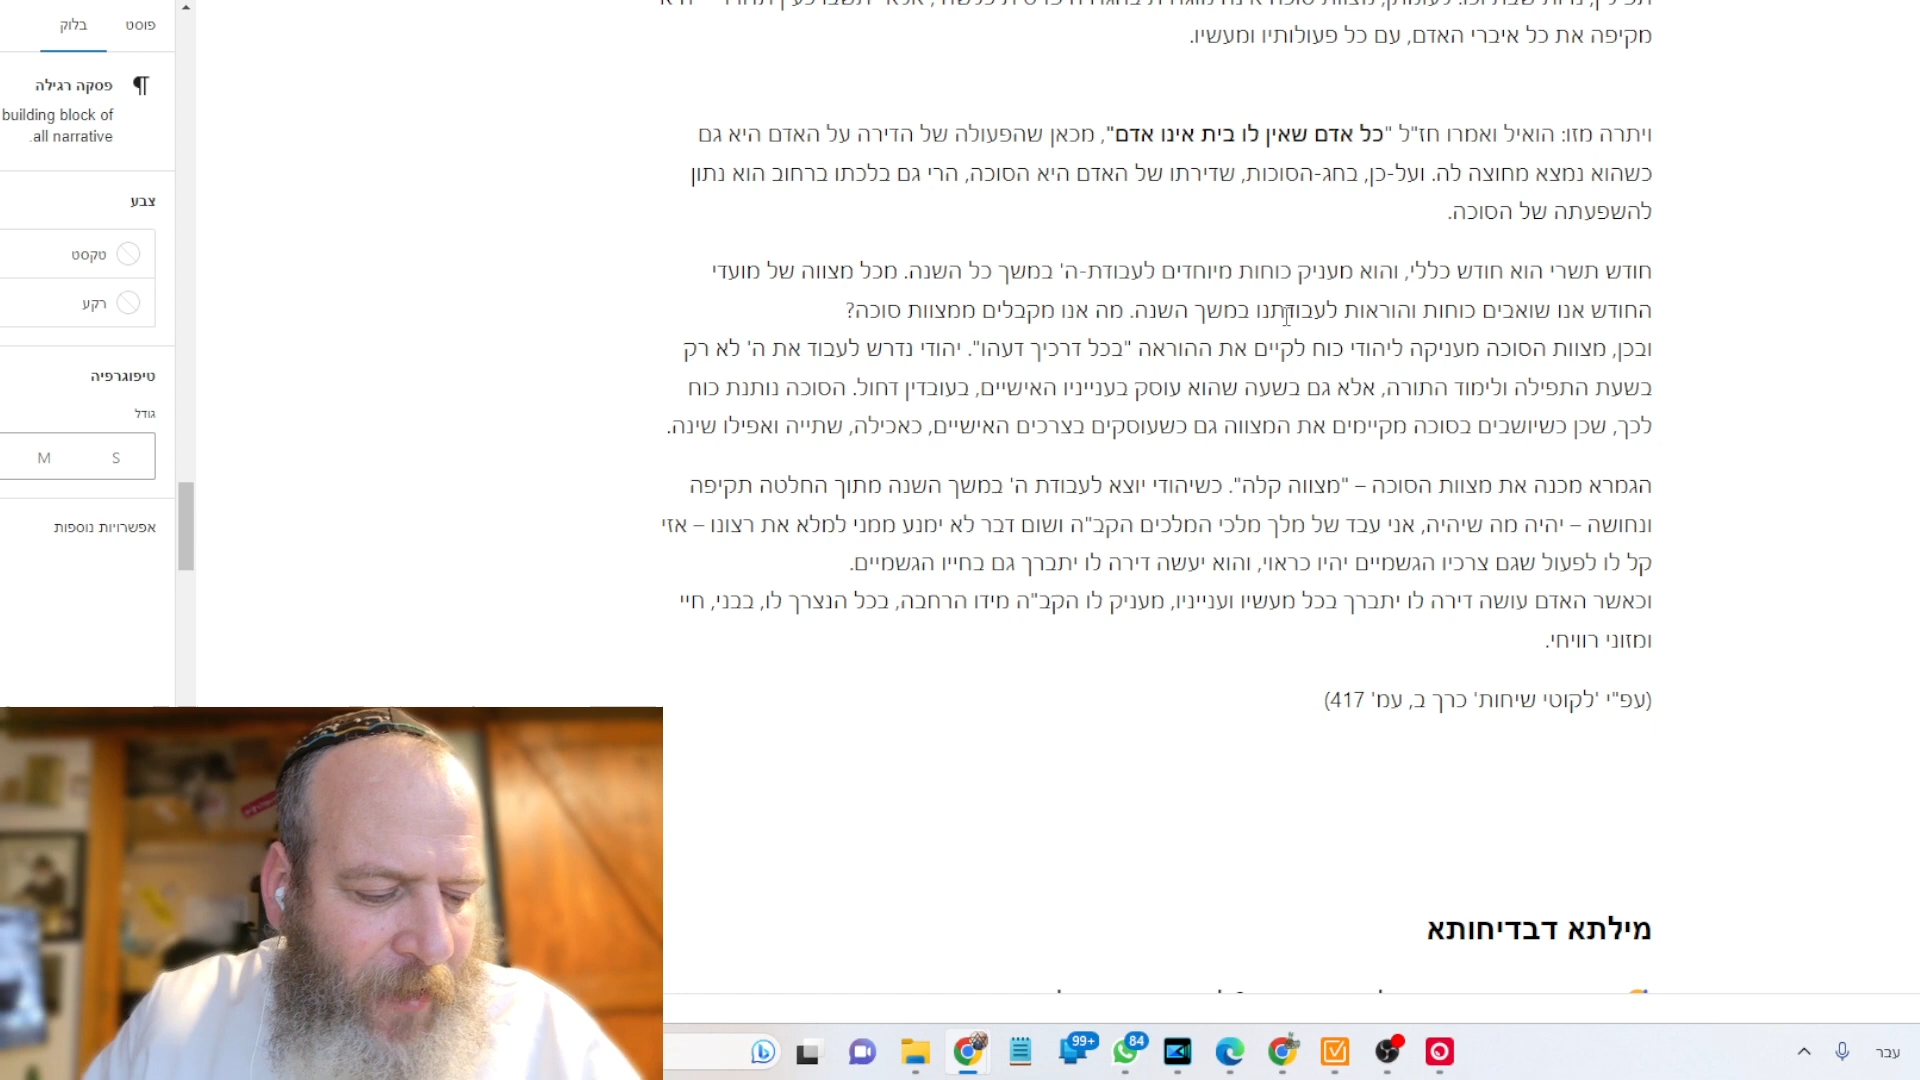 פוסט
בלוק
פסקה רגילה
building block of
all narrative.
צבע
טקסט
רקע
טיפוגרפיה
גודל
S
M
אפשרויות נוספות
מקיפה את כל איברי האדם, עם כל פעולותיו ומעשיו.
ויתרה מזו: הואיל ואמרו חז"ל "כל אדם שאין לו בית אינו אדם", מכאן שהפעולה של הדירה על האדם היא גם
כשהוא נמצא מחוצה לה. ועל-כן, בחג-הסוכות, שדירתו של האדם היא הסוכה, הרי גם בלכתו ברחוב הוא נתון
להשפעתה של הסוכה.
חודש תשרי הוא חודש כללי, והוא מעניק כוחות מיוחדים לעבודת-ה' במשך כל השנה. מכל מצווה של מועדי
החודש אנו שואבים כוחות והוראות לעבודתנו במשך השנה. מה אנו מקבלים ממצוות סוכה?
ובכן, מצוות הסוכה מעניקה ליהודי כוח לקיים את ההוראה "בכל דרכיך דעהו". יהודי נדרש לעבוד את ה' לא רק
בשעת התפילה ולימוד התורה, אלא גם בשעה שהוא עוסק בענייניו האישיים, בעובדין דחול. הסוכה נותנת כוח
לכך, שכן כשיושבים בסוכה מקיימים את המצווה גם כשעוסקים בצרכים האישיים, כאכילה, שתייה ואפילו שינה.
הגמרא מכנה את מצוות הסוכה – "מצווה קלה". כשיהודי יוצא לעבודת ה' במשך השנה מתוך החלטה תקיפה
ונחושה – יהיה מה שיהיה, אני עבד של מלך מלכי המלכים הקב"ה ושום דבר לא ימנע ממני למלא את רצונו – אזי
קל לו לפעול שגם צרכיו הגשמיים יהיו כראוי, והוא יעשה דירה לו יתברך גם בחייו הגשמיים.
וכאשר האדם עושה דירה לו יתברך בכל מעשיו וענייניו, מעניק לו הקב"ה מידו הרחבה, בכל הנצרך לו, בבני, חיי
ומזוני רוויחי.
(עפ"י 'לקוטי שיחות' כרך ב, עמ' 417)
מילתא דבדיחותא
99+
84
עבר